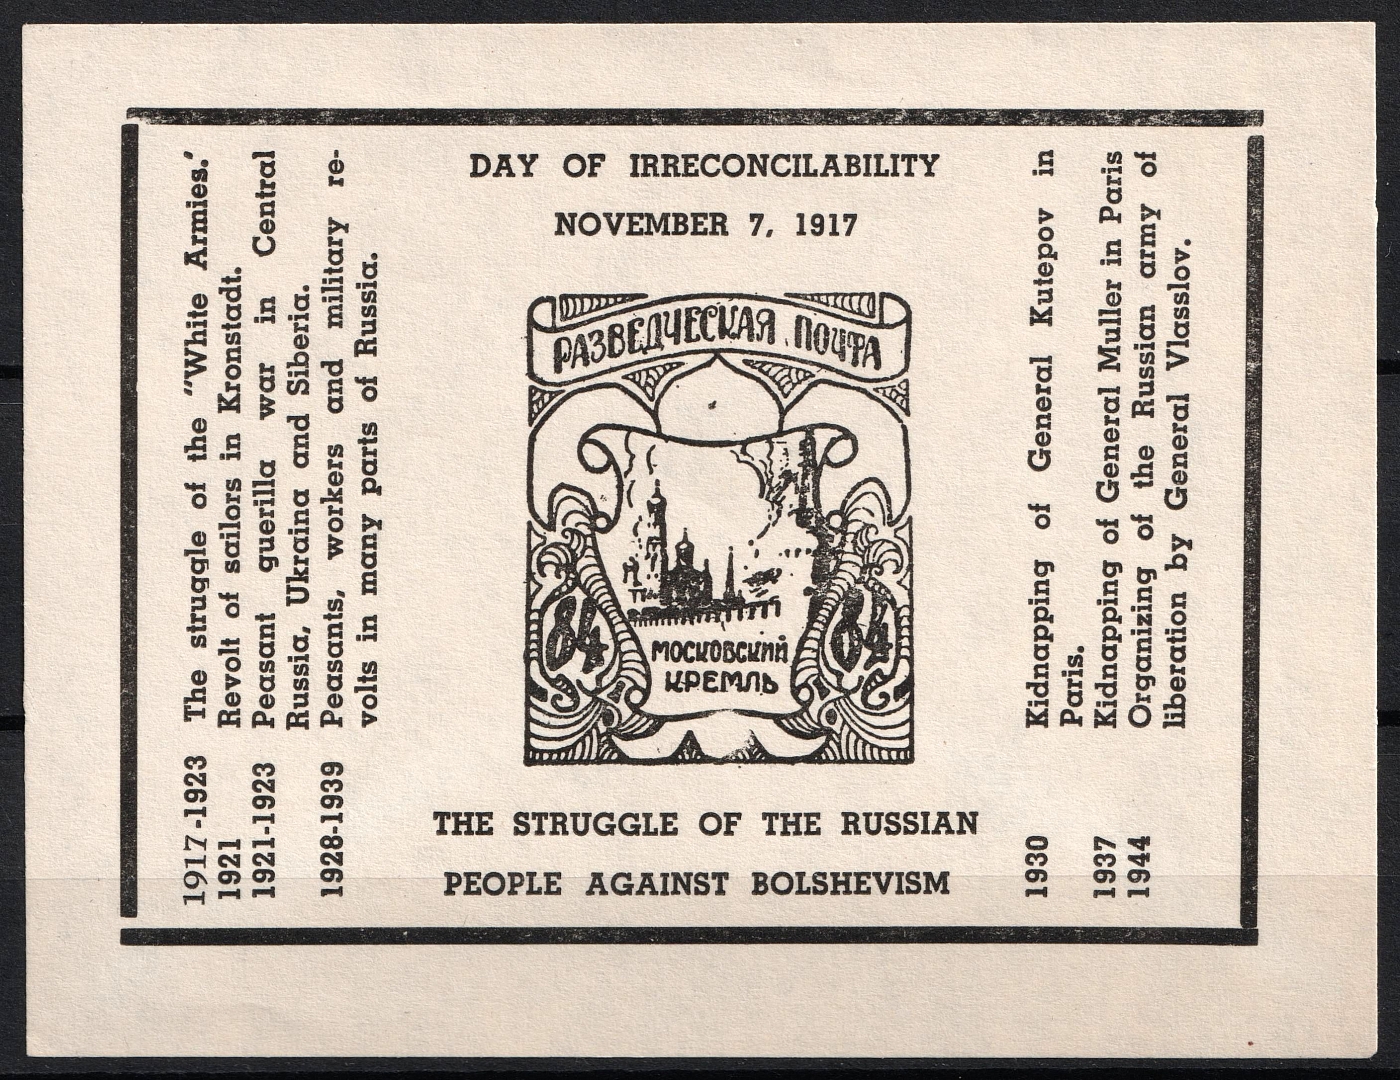 DAY OF IRRECONCILABILITY
NOVEMBER 7, 1917
1917-1923 The struggle of the "White Armies.'
1921 Revolt of sailors in Kronstadt.
1921-1923 Peasant guerilla war in Central
Russia, Ukraina and Siberia.
1928-1939 Peasants, workers and military re-
volts in many parts of Russia.
РАЗВЕДЧЕСКАЯ ПОЧТА
84 84
МОСКОВСКИЙ
КРЕМЛЬ
THE STRUGGLE OF THE RUSSIAN
PEOPLE AGAINST BOLSHEVISM
1930 Kidnapping of General Kutepov in
Paris.
1937 Kidnapping of General Muller in Paris
1944 Organizing of the Russian army of
liberation by General Vlasslov.